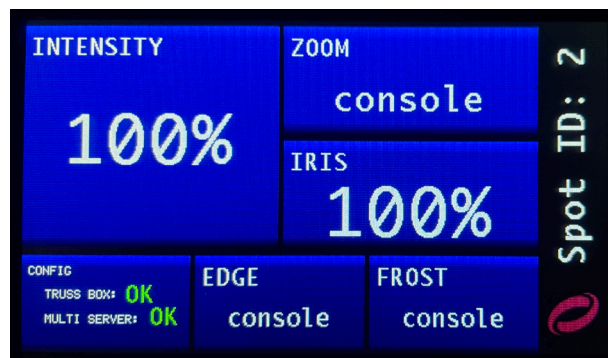 INTENSITY
100%
ZOOM
console
IRIS
100%
CONFIG
TRUSS BOX: OK
MULTI SERVER: OK
EDGE
console
FROST
console
Spot ID: 2